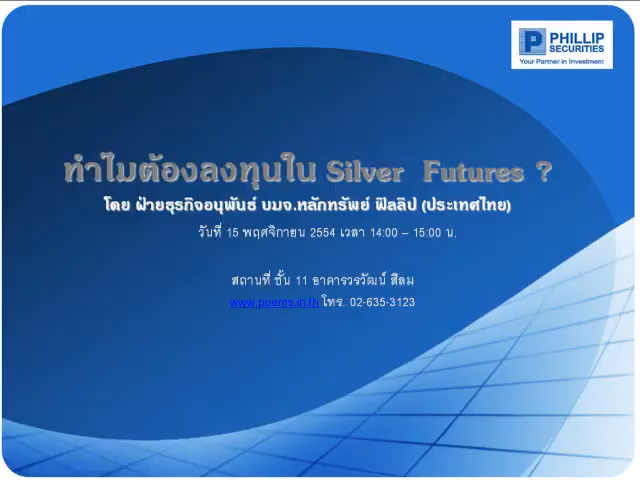 PHILLIP
SECURITIES
Your Partner in Investment
ทำไมต้องลงทุนใน Silver Futures ?
โดย ฝ่ายธุรกิจอนุพันธ์ บมจ.หลักทรัพย์ ฟิลลิป (ประเทศไทย)
วันที่ 15 พฤศจิกายน 2554 เวลา 14:00 – 15:00 น.
สถานที่ ชั้น 11 อาคารวรวัฒน์ สีลม
www.poems.in.th โทร. 02-635-3123